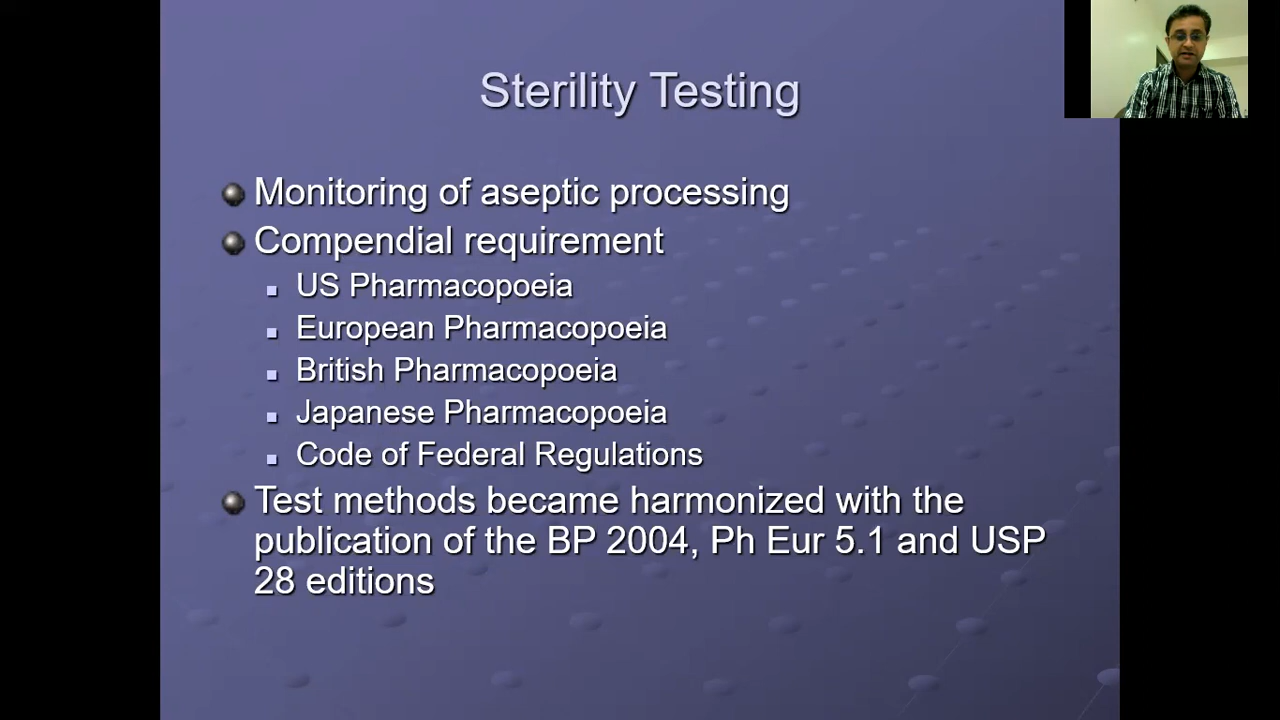 Sterility Testing
Monitoring of aseptic processing
Compendial requirement
US Pharmacopoeia
European Pharmacopoeia
British Pharmacopoeia
Japanese Pharmacopoeia
Code of Federal Regulations
Test methods became harmonized with the
publication of the BP 2004, Ph Eur 5.1 and USP
28 editions